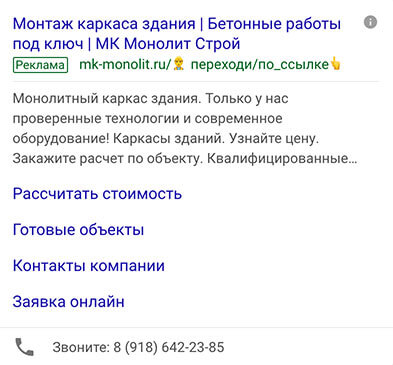 Монтаж каркаса здания | Бетонные работы
под ключ | МК Монолит Строй
Реклама mk-monolit.ru/👷 переходи/по_ссылке👆
Монолитный каркас здания. Только у нас
проверенные технологии и современное
оборудование! Каркасы зданий. Узнайте цену.
Закажите расчет по объекту. Квалифицированные...
Рассчитать стоимость
Готовые объекты
Контакты компании
Заявка онлайн
Звоните: 8 (918) 642-23-85